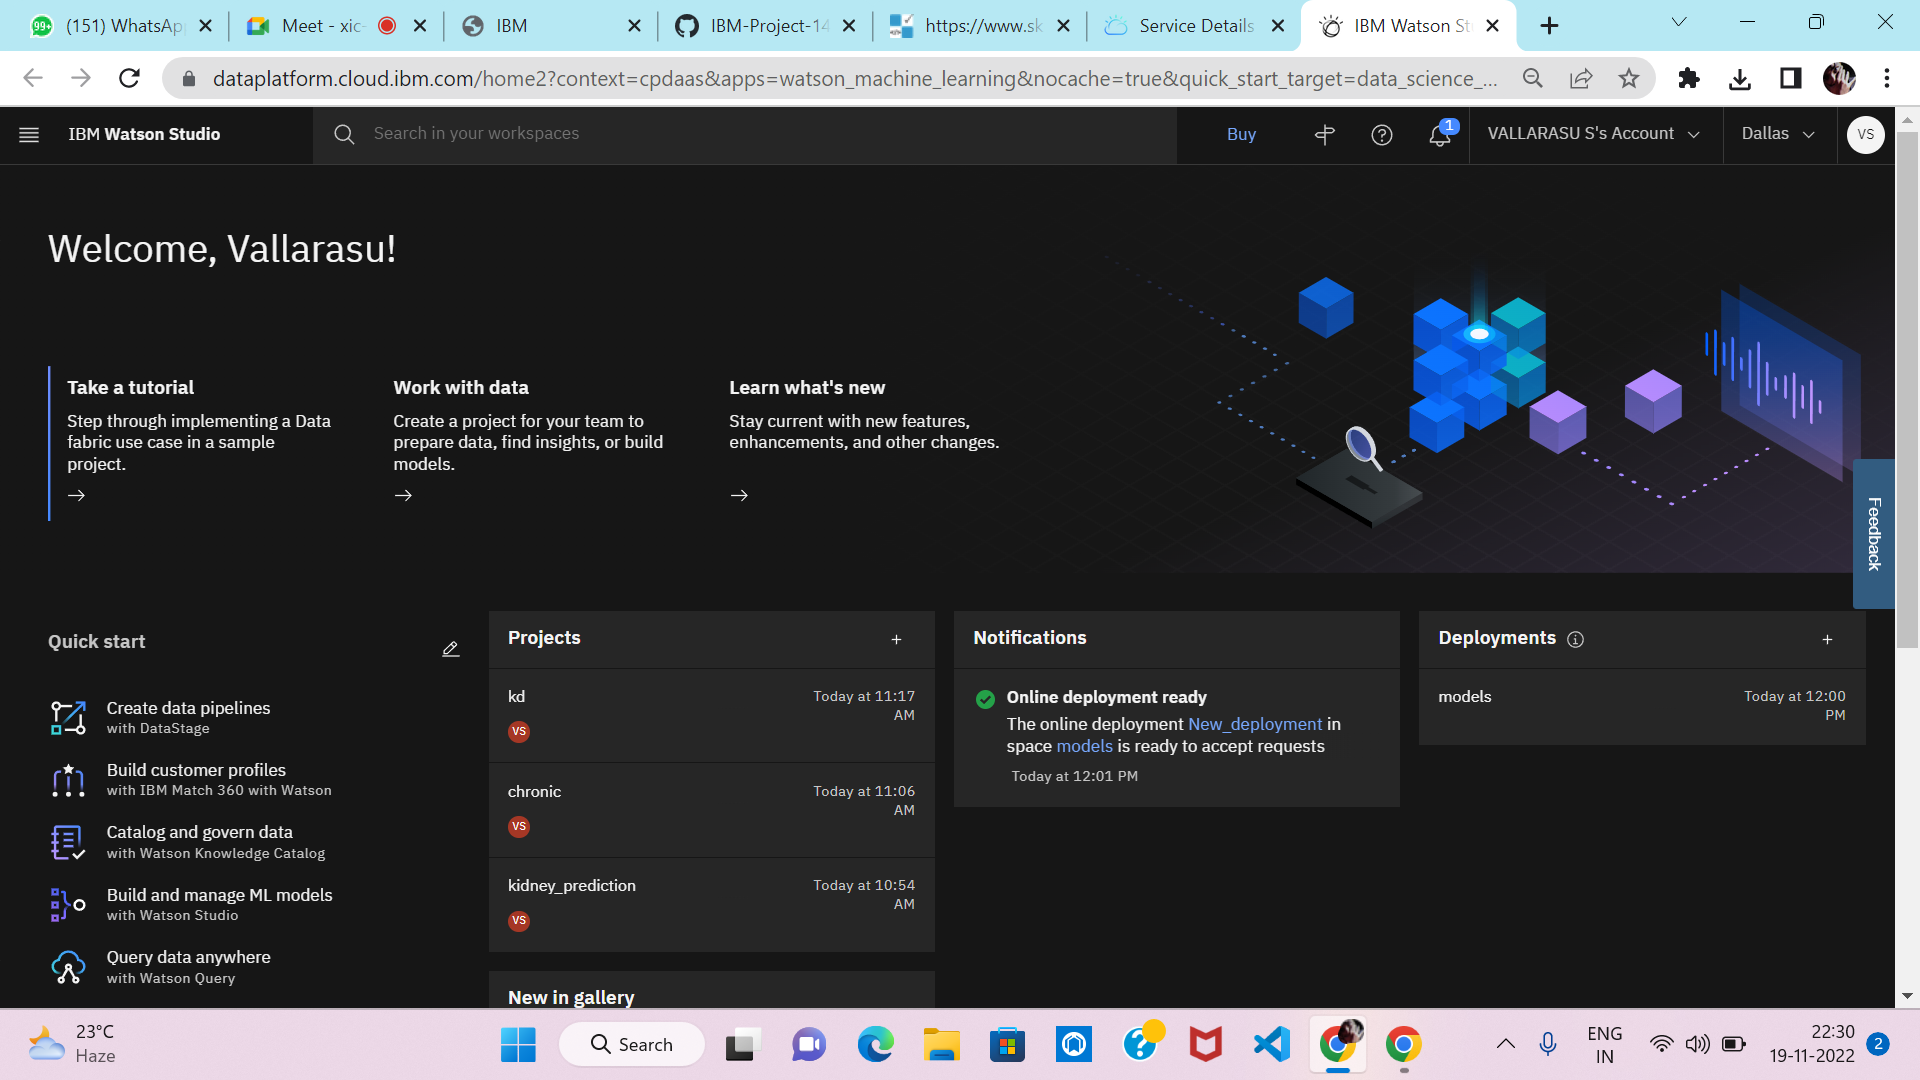 99+
(151) WhatsAp
Meet - xic-
IBM
IBM-Project-14
https://www.sk
Service Details
IBM Watson St
dataplatform.cloud.ibm.com/home2?context=cpdaas&apps=watson_machine_learning&nocache=true&quick_start_target=data_science_...
IBM Watson Studio
Search in your workspaces
Buy
1
VALLARASU S's Account
Dallas
VS
Welcome, Vallarasu!
Take a tutorial
Step through implementing a Data
fabric use case in a sample
project.
Work with data
Create a project for your team to
prepare data, find insights, or build
models.
Learn what's new
Stay current with new features,
enhancements, and other changes.
Feedback
Quick start
Create data pipelines
with DataStage
Build customer profiles
with IBM Match 360 with Watson
Catalog and govern data
with Watson Knowledge Catalog
Build and manage ML models
with Watson Studio
Query data anywhere
with Watson Query
Projects
kd
Today at 11:17
AM
VS
chronic
Today at 11:06
AM
VS
kidney_prediction
Today at 10:54
AM
VS
New in gallery
Notifications
Online deployment ready
The online deployment New_deployment in
space models is ready to accept requests
Today at 12:01 PM
Deployments
models
Today at 12:00
PM
23°C
Haze
Search
ENG
IN
22:30
19-11-2022
2